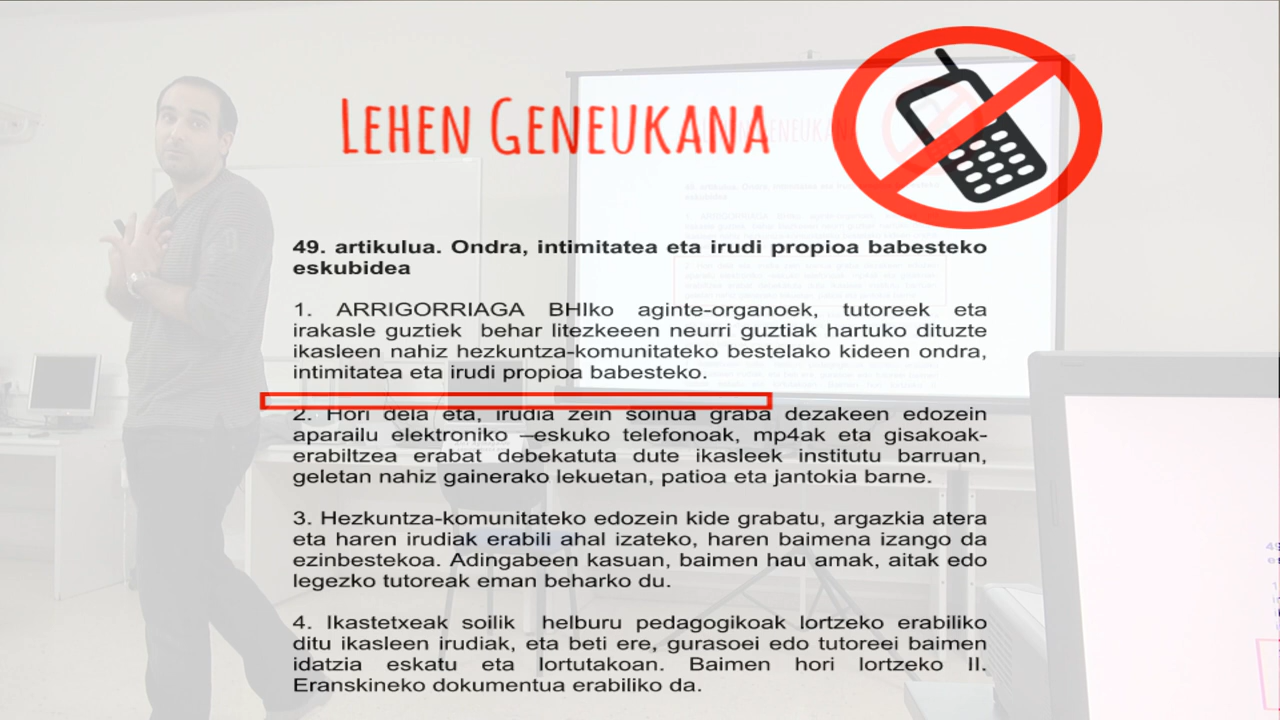 LEHEN GENEUKANA
49. artikulua. Ondra, intimitatea eta irudi propioa babesteko
eskubidea
1. ARRIGORRIAGA BHIko aginte-organoek, tutoreek eta
irakasle guztiek behar litezkeeen neurri guztiak hartuko dituzte
ikasleen nahiz hezkuntza-komunitateko bestelako kideen ondra,
intimitatea eta irudi propioa babesteko.
2. Hori dela eta, irudia zein soinua graba dezakeen edozein
aparailu elektroniko –eskuko telefonoak, mp4ak eta gisakoak-
erabiltzea erabat debekatuta dute ikasleek institutu barruan,
geletan nahiz gainerako lekuetan, patioa eta jantokia barne.
3. Hezkuntza-komunitateko edozein kide grabatu, argazkia atera
eta haren irudiak erabili ahal izateko, haren baimena izango da
ezinbestekoa. Adingabeen kasuan, baimen hau amak, aitak edo
legezko tutoreak eman beharko du.
4. Ikastetxeak soilik helburu pedagogikoak lortzeko erabiliko
ditu ikasleen irudiak, eta beti ere, gurasoei edo tutoreei baimen
idatzia eskatu eta lortutakoan. Baimen hori lortzeko II.
Eranskineko dokumentua erabiliko da.